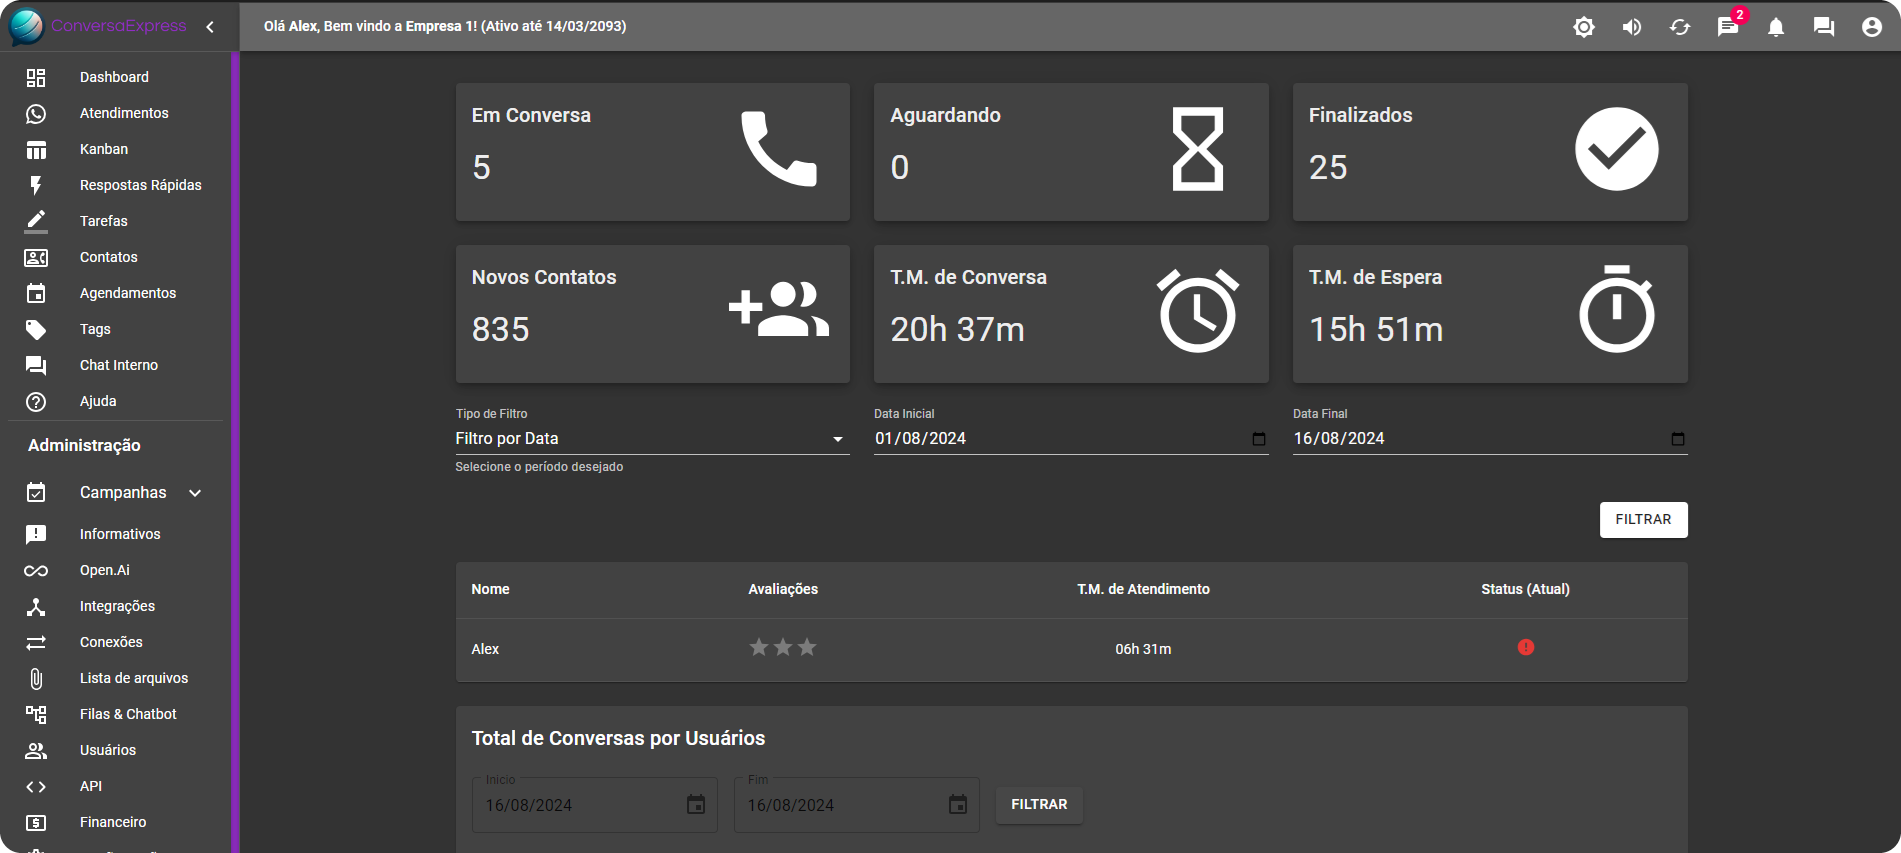 ConversaExpress
Olá Alex, Bem vindo a Empresa 1! (Ativo até 14/03/2093)
2
Dashboard
Atendimentos
Kanban
Respostas Rápidas
Tarefas
Contatos
Agendamentos
Tags
Chat Interno
Ajuda
Administração
Campanhas
Informativos
Open.Ai
Integrações
Conexões
Lista de arquivos
Filas & Chatbot
Usuários
API
Financeiro
Em Conversa
5
Aguardando
0
Finalizados
25
Novos Contatos
835
T.M. de Conversa
20h 37m
T.M. de Espera
15h 51m
Tipo de Filtro
Filtro por Data
Selecione o período desejado
Data Inicial
01/08/2024
Data Final
16/08/2024
FILTRAR
Nome Avaliações T.M. de Atendimento Status (Atual)
Alex 06h 31m
Total de Conversas por Usuários
Inicio
16/08/2024
Fim
16/08/2024
FILTRAR